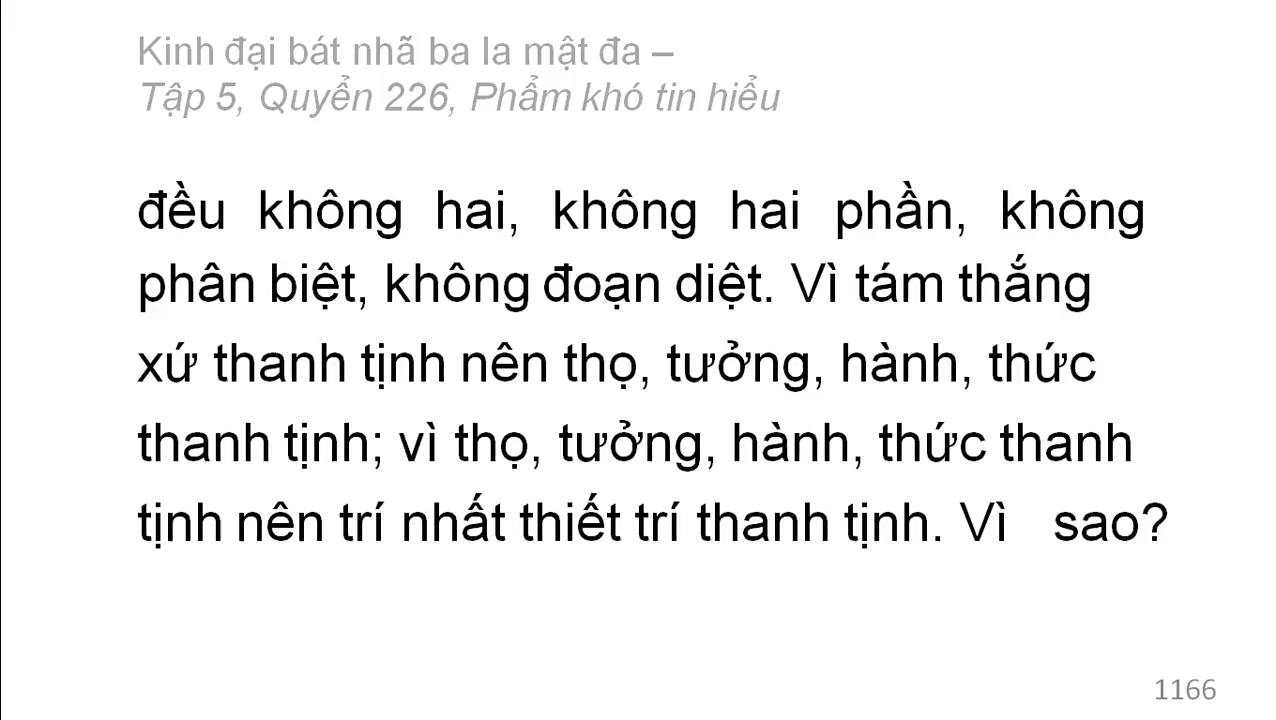 Kinh đại bát nhã ba la mật đa –
Tập 5, Quyển 226, Phẩm khó tin hiểu
đều không hai, không hai phần, không
phân biệt, không đoạn diệt. Vì tám thắng
xứ thanh tịnh nên thọ, tưởng, hành, thức
thanh tịnh; vì thọ, tưởng, hành, thức thanh
tịnh nên trí nhất thiết trí thanh tịnh. Vì sao?
1166